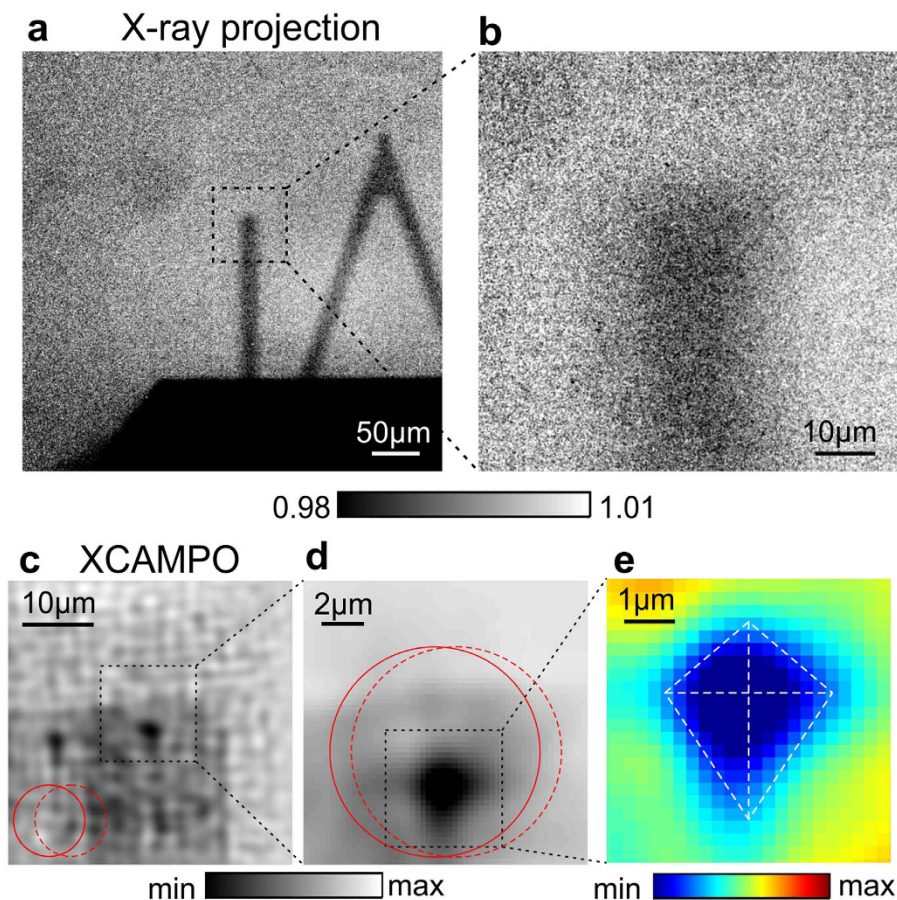 a X-ray projection b
50μm
10μm
0.98 1.01
c XCAMPO d e
10μm
2μm
1μm
min max
min max